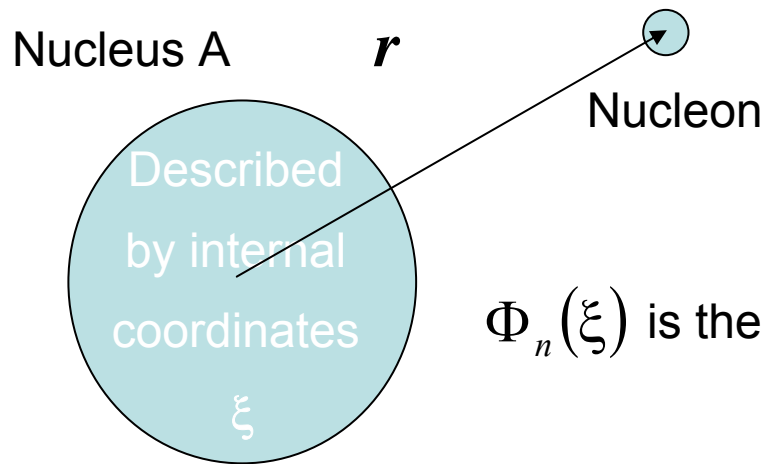 Nucleus A
r
Nucleon
Described
by internal
coordinates
ξ
Φₙ(ξ) is the